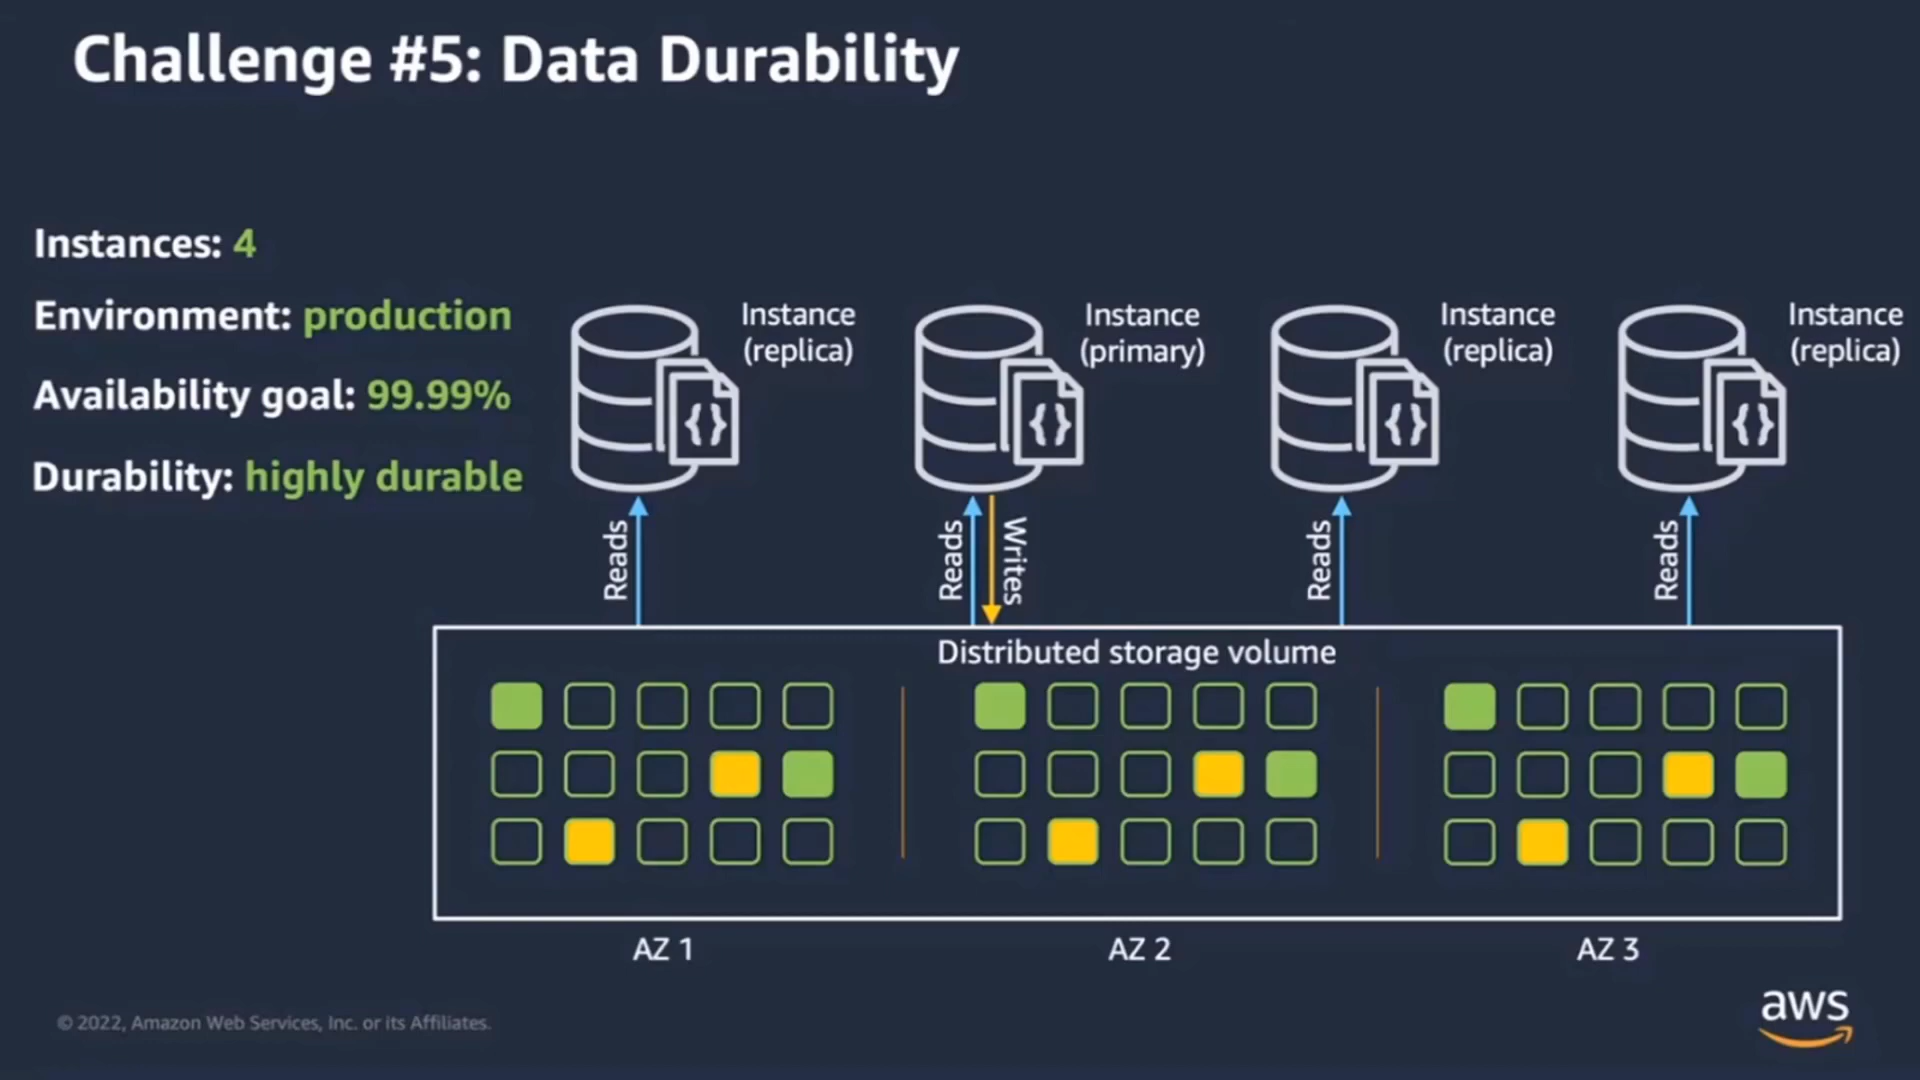 Challenge #5: Data Durability
Instances: 4
Environment: production
Availability goal: 99.99%
Durability: highly durable
Instance
(replica)
Instance
(primary)
Instance
(replica)
Instance
(replica)
{}
{}
{}
{}
Reads
Reads
Writes
Reads
Reads
Distributed storage volume
AZ 1
AZ 2
AZ 3
© 2022, Amazon Web Services, Inc. or its Affiliates.
aws